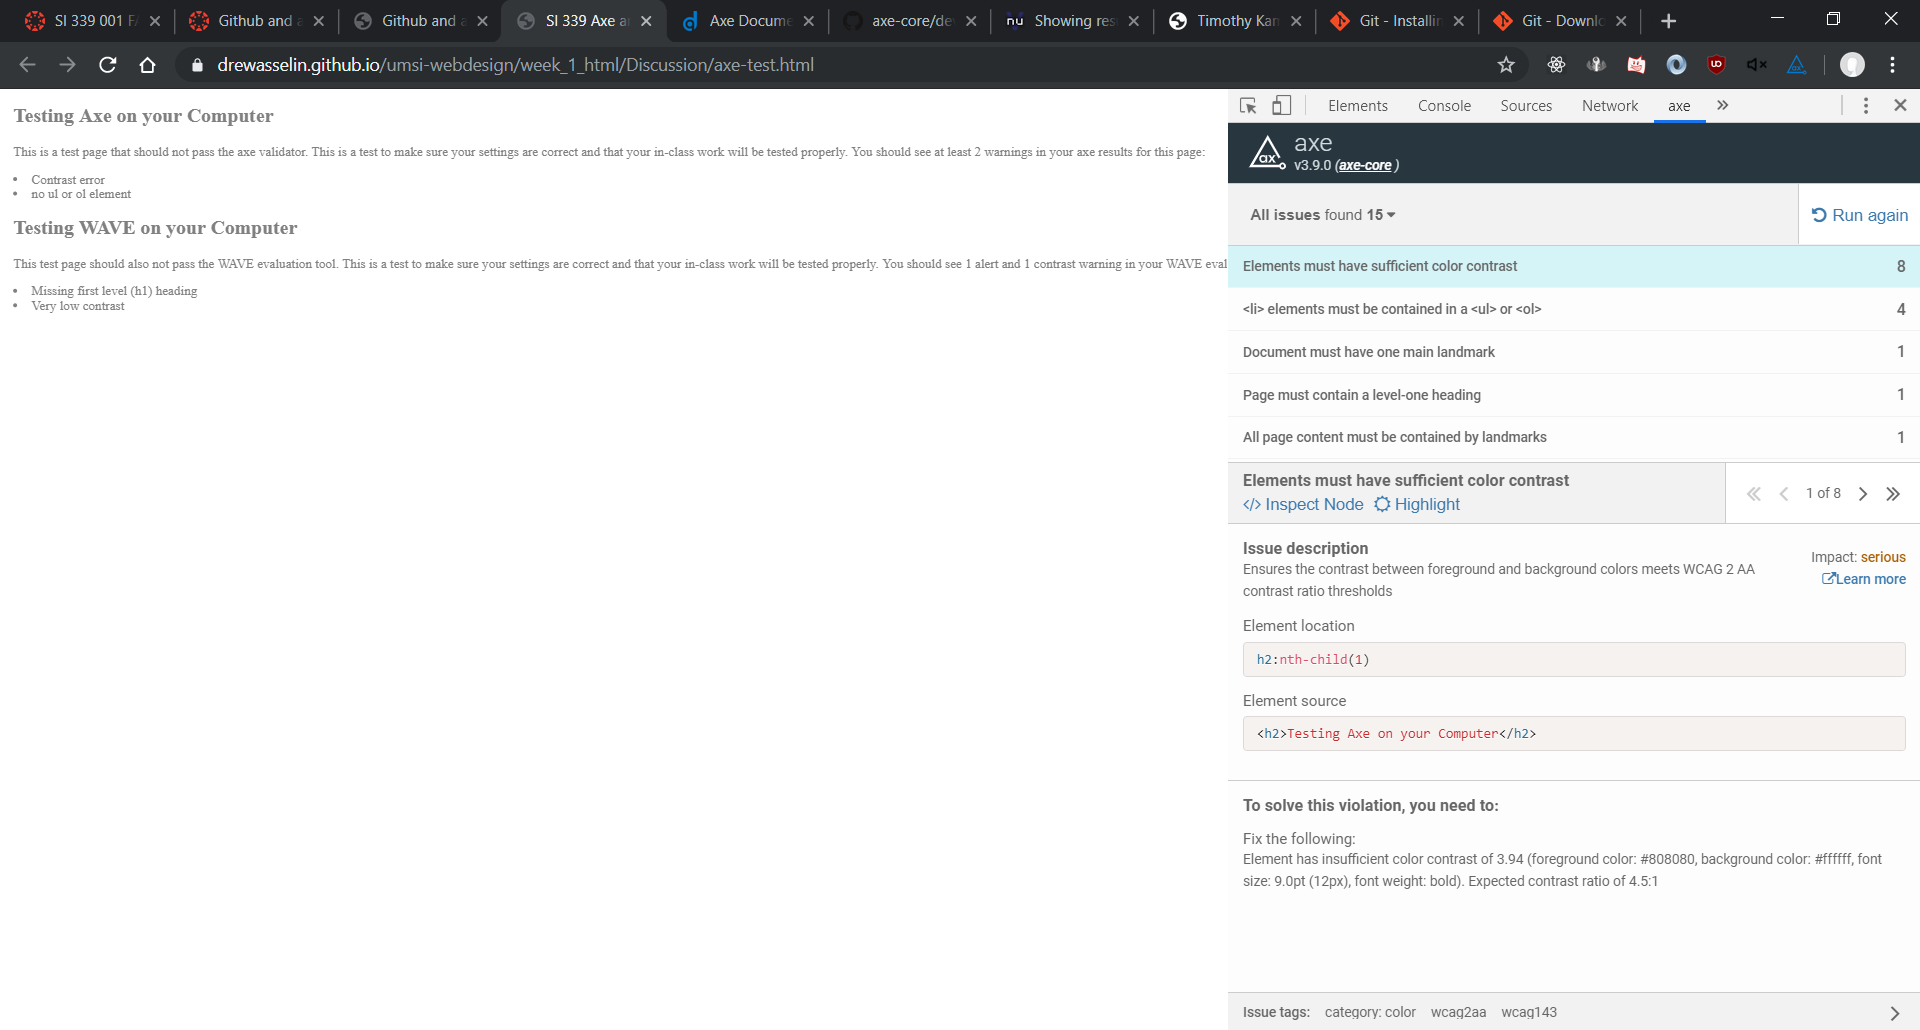 SI 339 001 FA
Github and a
Github and a
SI 339 Axe a
Axe Docume
axe-core/de
nu Showing res
Timothy Kan
Git - Installin
Git - Downlo
drewasselin.github.io/umsi-webdesign/week_1_html/Discussion/axe-test.html
Testing Axe on your Computer
This is a test page that should not pass the axe validator. This is a test to make sure your settings are correct and that your in-class work will be tested properly. You should see at least 2 warnings in your axe results for this page:
• Contrast error
• no ul or ol element
Testing WAVE on your Computer
This test page should also not pass the WAVE evaluation tool. This is a test to make sure your settings are correct and that your in-class work will be tested properly. You should see 1 alert and 1 contrast warning in your WAVE eval
• Missing first level (h1) heading
• Very low contrast
Elements Console Sources Network axe
axe
v3.9.0 (axe-core )
All issues found 15
Run again
Elements must have sufficient color contrast 8
<li> elements must be contained in a <ul> or <ol> 4
Document must have one main landmark 1
Page must contain a level-one heading 1
All page content must be contained by landmarks 1
Elements must have sufficient color contrast
</> Inspect Node Highlight
1 of 8
Issue description
Impact: serious
Ensures the contrast between foreground and background colors meets WCAG 2 AA
contrast ratio thresholds
Learn more
Element location
h2:nth-child(1)
Element source
<h2>Testing Axe on your Computer</h2>
To solve this violation, you need to:
Fix the following:
Element has insufficient color contrast of 3.94 (foreground color: #808080, background color: #ffffff, font
size: 9.0pt (12px), font weight: bold). Expected contrast ratio of 4.5:1
Issue tags: category: color wcag2aa wcag143